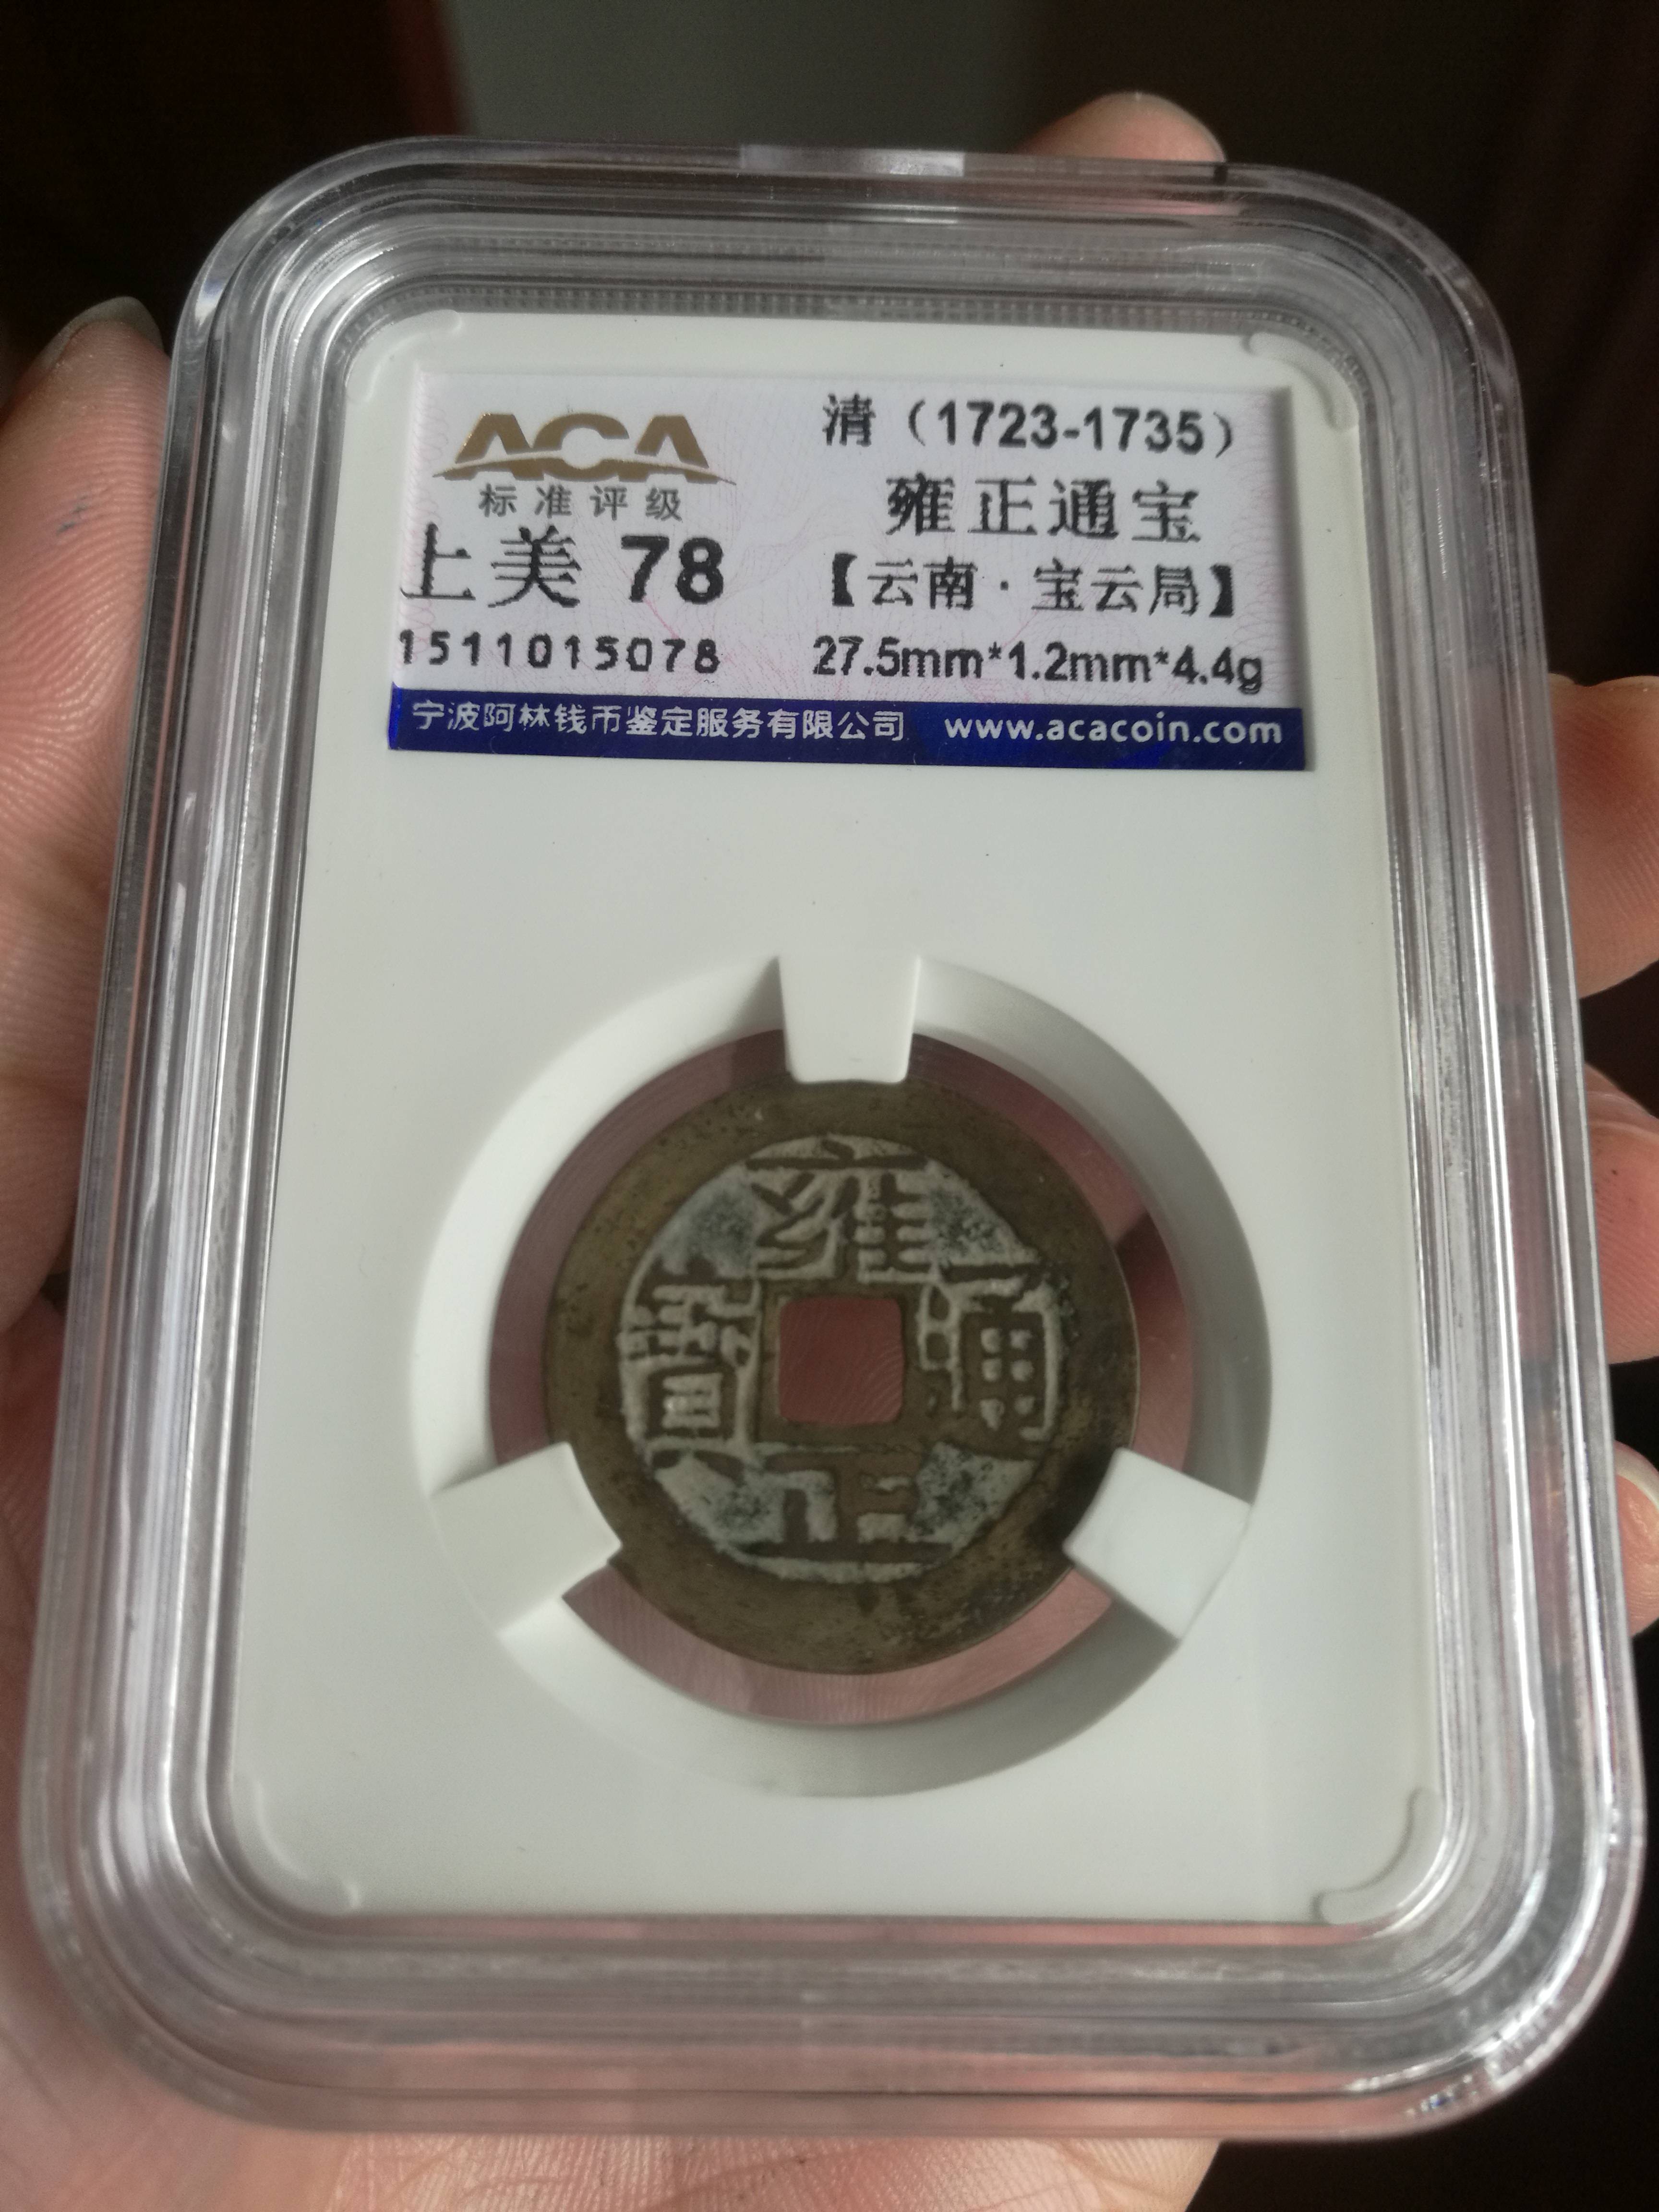 ACA
标准评级
上美 78
1511015078
清（1723-1735）
雍正通宝
【云南·宝云局】
27.5mm*1.2mm*4.4g
宁波阿林钱币鉴定服务有限公司 www.acacoin.com
雍正通寳